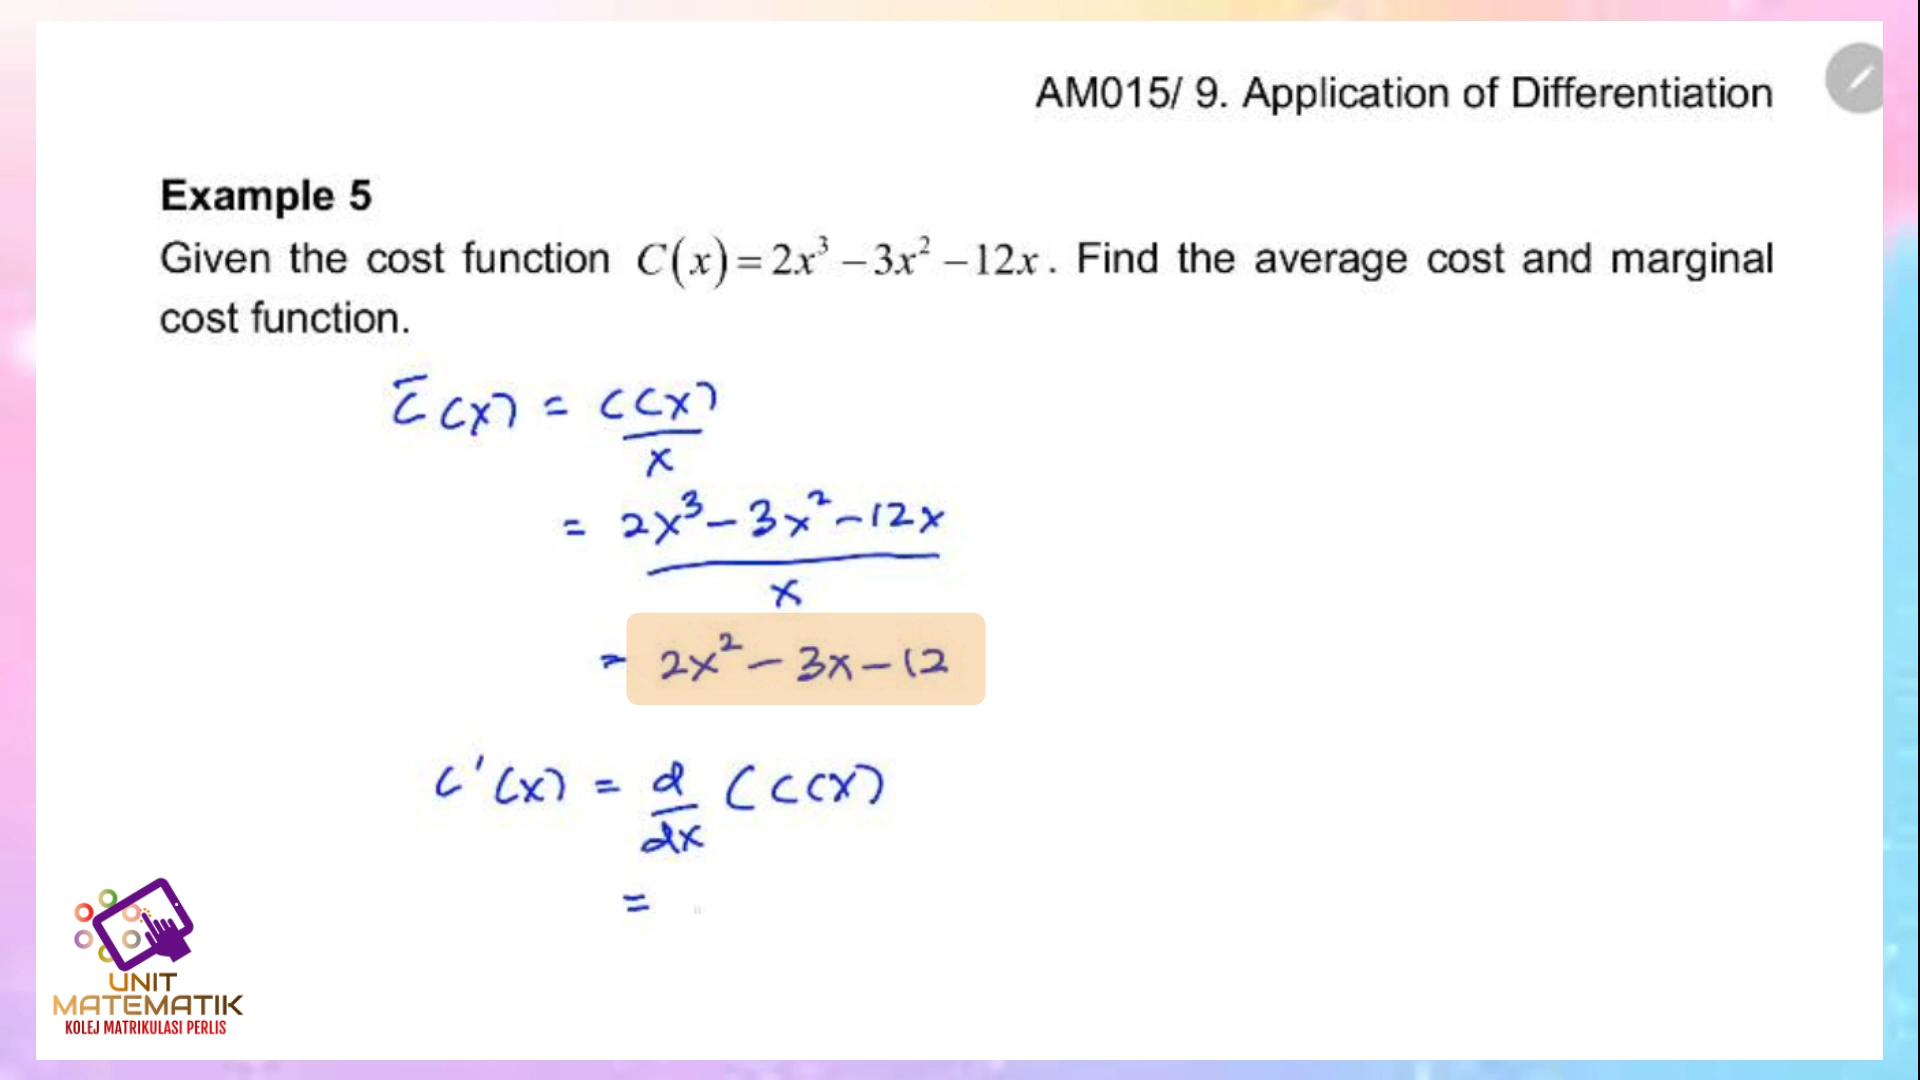 AM015/ 9. Application of Differentiation
Example 5
Given the cost function C(x)=2x³−3x²−12x. Find the average cost and marginal
cost function.
C̄(x) = C(x)
x
= 2x³−3x²−12x
x
= 2x²−3x−12
C'(x) = d (C(x)
dx
=
UNIT
MATEMATIK
KOLEJ MATRIKULASI PERLIS